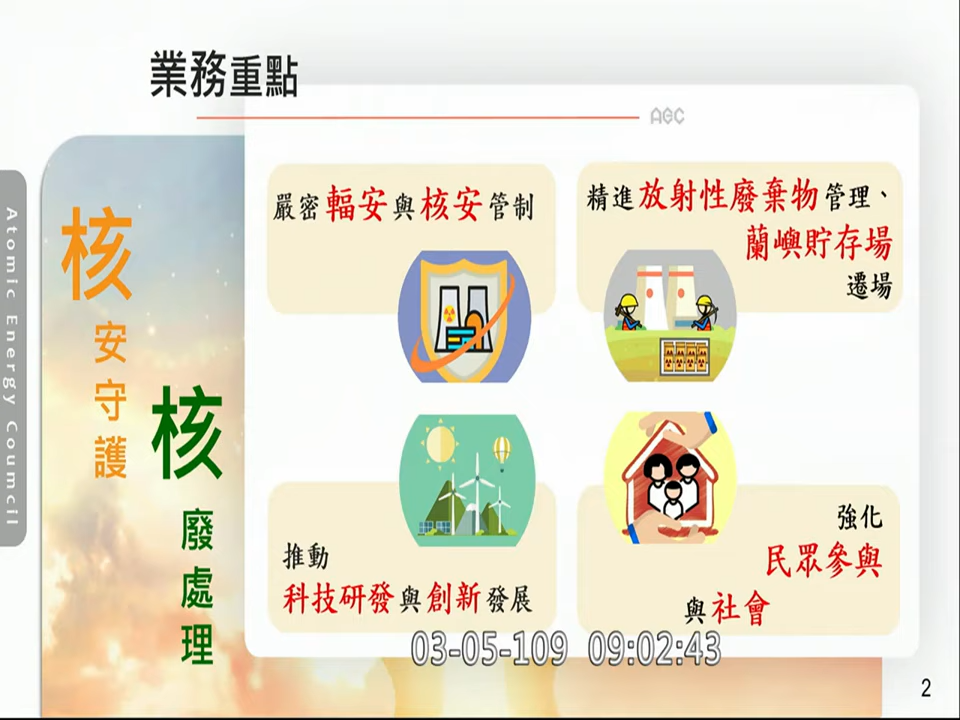 業務重點
AEC
Atomic Energy Coumcil
核
安守護
核
廢處理
嚴密輻安與核安管制
精進放射性廢棄物管理、
蘭嶼貯存場
遷場
推動
科技研發與創新發展
強化
民眾參與
與社會
03-05-109 09:02:43
2